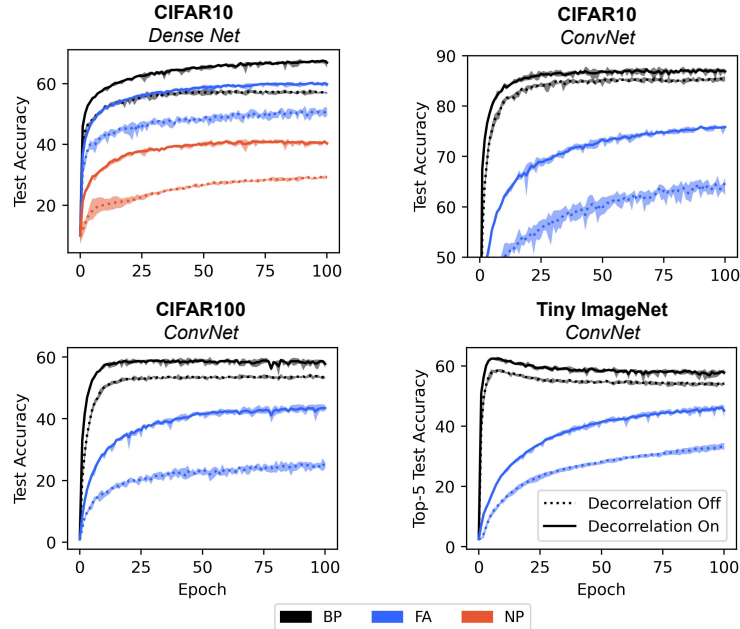 CIFAR10
Dense Net
Test Accuracy
60
40
20
0
25
50
75
100
CIFAR10
ConvNet
Test Accuracy
90
80
70
60
50
0
25
50
75
100
CIFAR100
ConvNet
Test Accuracy
60
40
20
0
0
25
50
75
100
Epoch
Tiny ImageNet
ConvNet
Top-5 Test Accuracy
60
40
20
0
0
25
50
75
100
Epoch
Decorrelation Off
Decorrelation On
BP
FA
NP